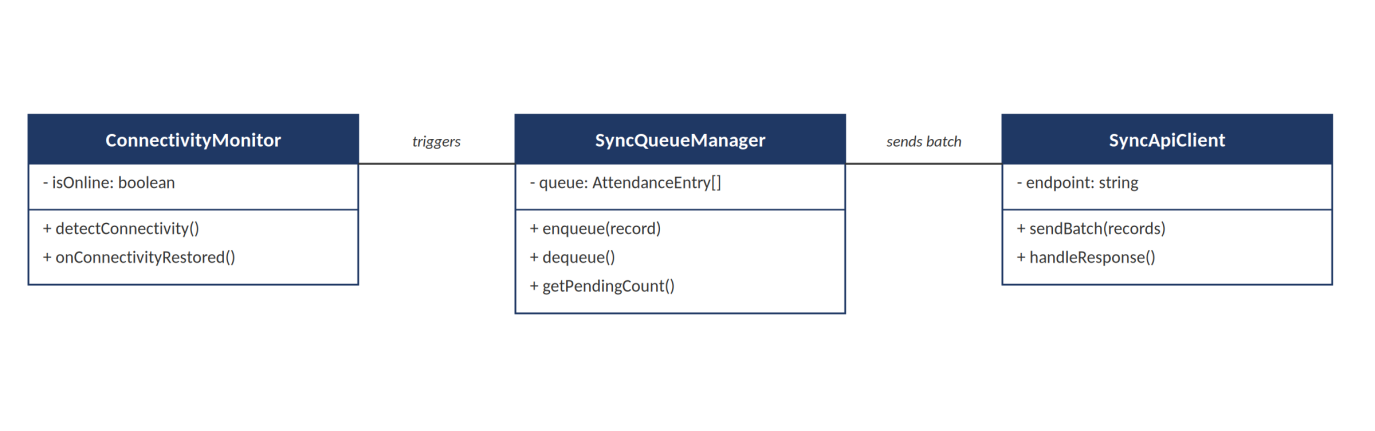 ConnectivityMonitor
- isOnline: boolean
+ detectConnectivity()
+ onConnectivityRestored()
triggers
SyncQueueManager
- queue: AttendanceEntry[]
+ enqueue(record)
+ dequeue()
+ getPendingCount()
sends batch
SyncApiClient
- endpoint: string
+ sendBatch(records)
+ handleResponse()